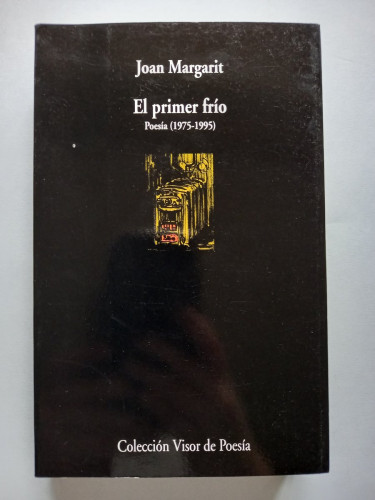 Joan Margarit
El primer frío
Poesía (1975-1995)
Colección Visor de Poesía